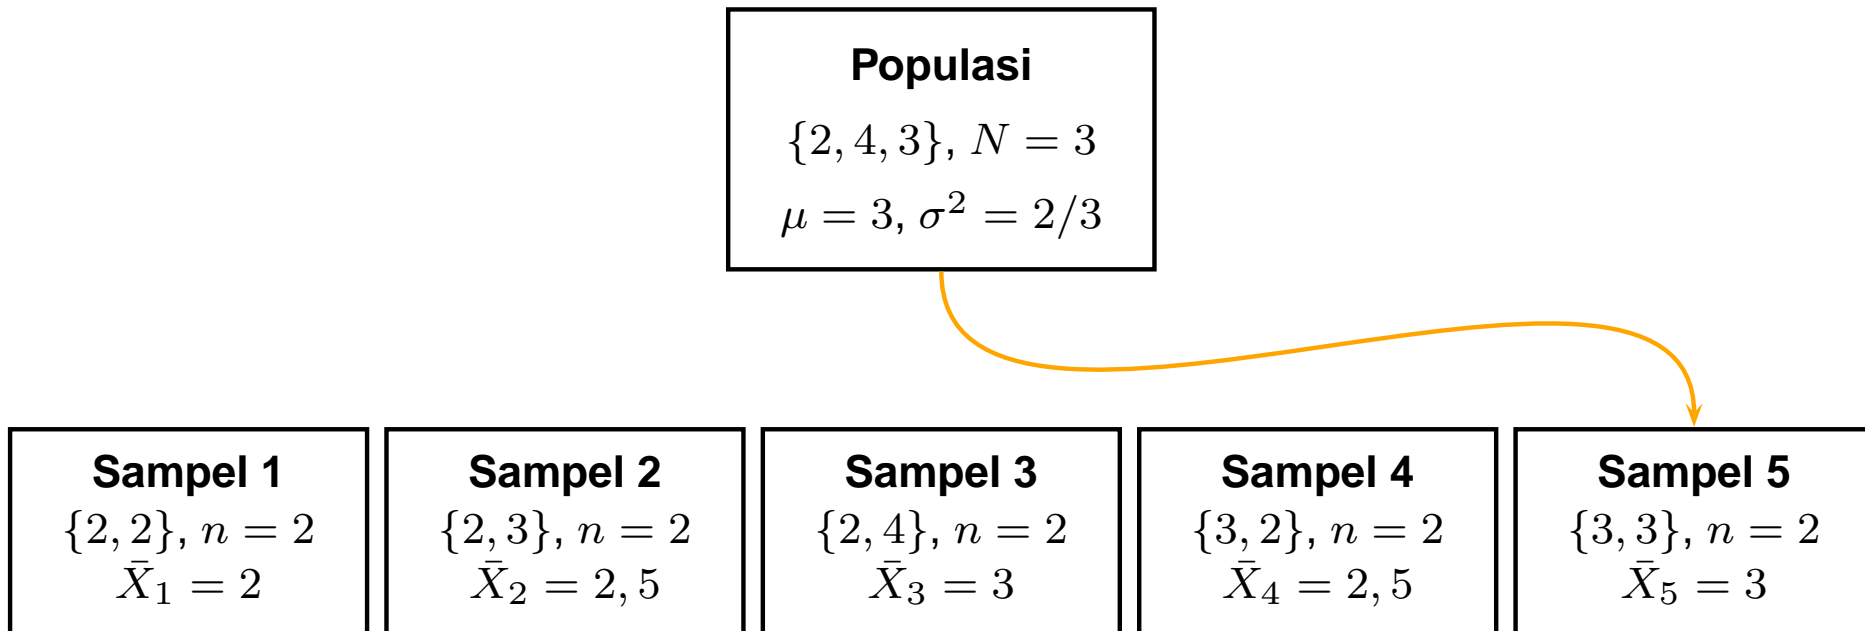 Populasi
{2, 4, 3}, N = 3
μ = 3, σ² = 2/3
Sampel 1
{2, 2}, n = 2
X̄₁ = 2
Sampel 2
{2, 3}, n = 2
X̄₂ = 2, 5
Sampel 3
{2, 4}, n = 2
X̄₃ = 3
Sampel 4
{3, 2}, n = 2
X̄₄ = 2, 5
Sampel 5
{3, 3}, n = 2
X̄₅ = 3